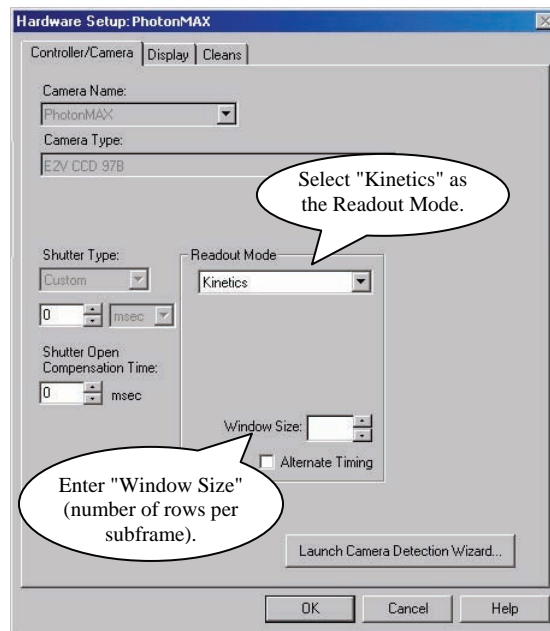 Hardware Setup: PhotonMAX
Controller/Camera Display Cleans
Camera Name:
PhotonMAX
Camera Type:
E2V CCD 97B
Select "Kinetics" as
the Readout Mode.
Shutter Type:
Custom
0 msec
Shutter Open
Compensation Time:
0 msec
Readout Mode
Kinetics
Window Size:
Alternate Timing
Enter "Window Size"
(number of rows per
subframe).
Launch Camera Detection Wizard...
OK Cancel Help